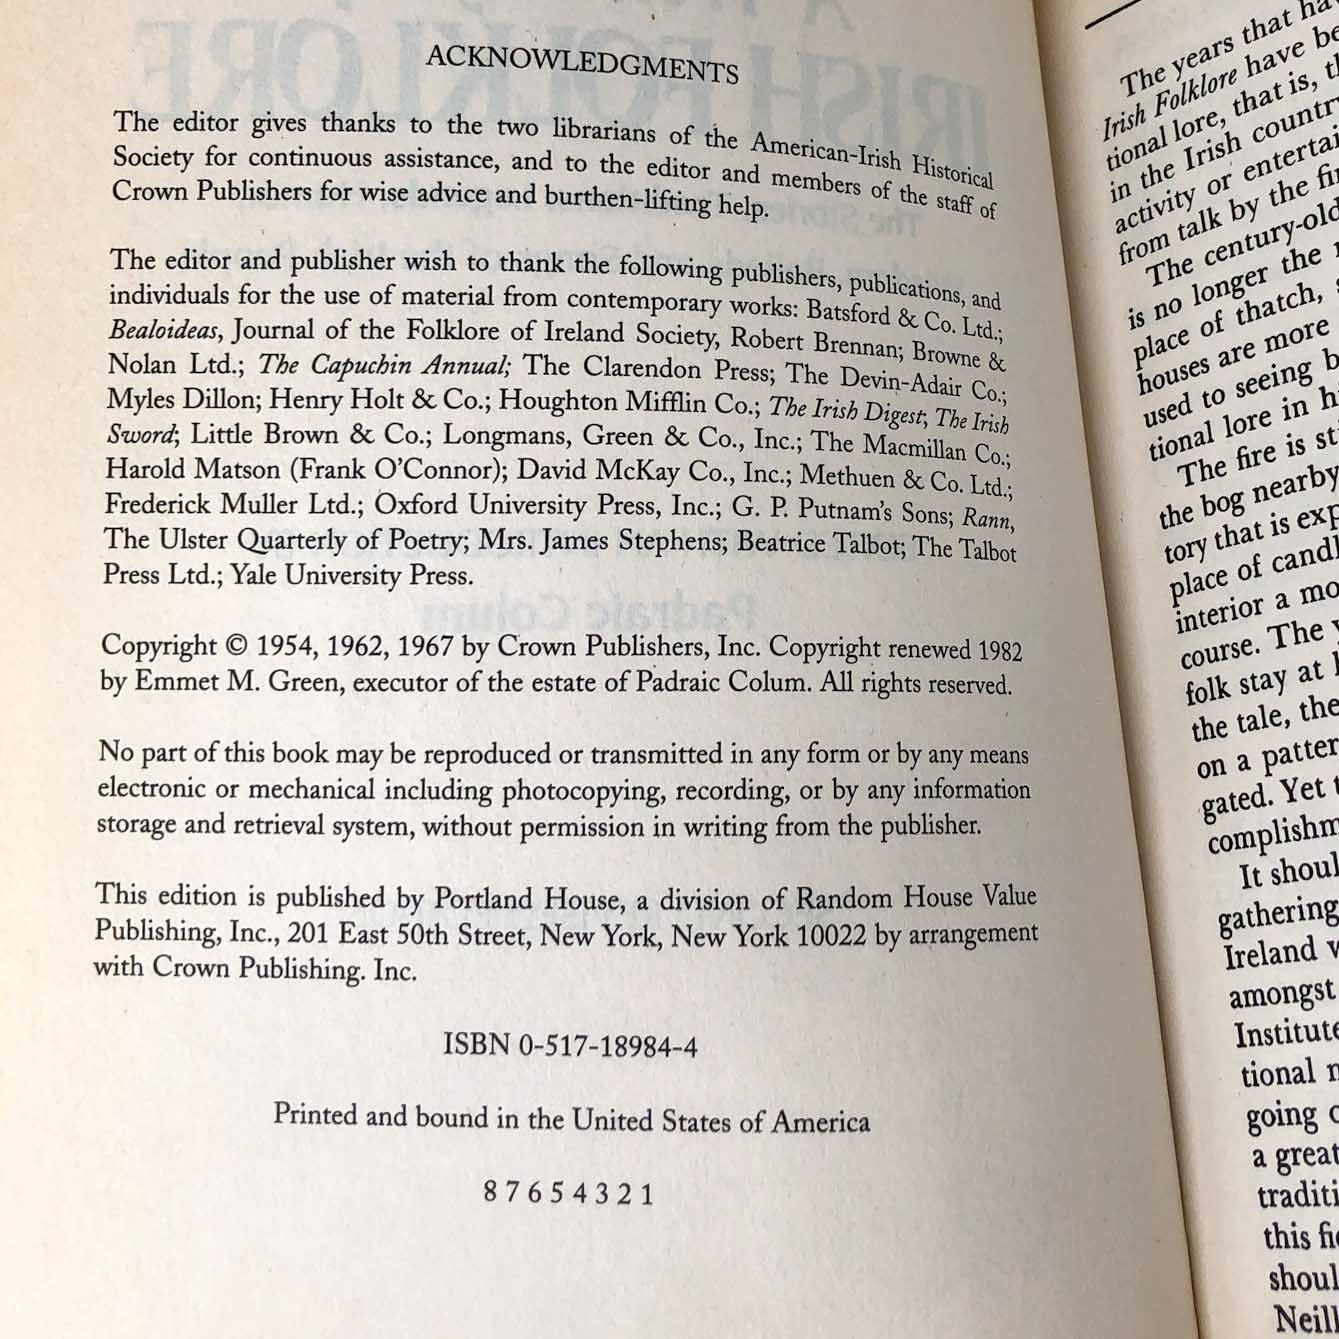 ACKNOWLEDGMENTS
The editor gives thanks to the two librarians of the American-Irish Historical
Society for continuous assistance, and to the editor and members of the staff of
Crown Publishers for wise advice and burthen-lifting help.
The editor and publisher wish to thank the following publishers, publications, and
individuals for the use of material from contemporary works: Batsford & Co. Ltd.;
Bealoideas, Journal of the Folklore of Ireland Society, Robert Brennan; Browne &
Nolan Ltd.; The Capuchin Annual; The Clarendon Press; The Devin-Adair Co.;
Myles Dillon; Henry Holt & Co.; Houghton Mifflin Co.; The Irish Digest; The Irish
Sword; Little Brown & Co.; Longmans, Green & Co., Inc.; The Macmillan Co.;
Harold Matson (Frank O'Connor); David McKay Co., Inc.; Methuen & Co. Ltd.;
Frederick Muller Ltd.; Oxford University Press, Inc.; G. P. Putnam's Sons; Rann,
The Ulster Quarterly of Poetry; Mrs. James Stephens; Beatrice Talbot; The Talbot
Press Ltd.; Yale University Press.
Copyright © 1954, 1962, 1967 by Crown Publishers, Inc. Copyright renewed 1982
by Emmet M. Green, executor of the estate of Padraic Colum. All rights reserved.
No part of this book may be reproduced or transmitted in any form or by any means
electronic or mechanical including photocopying, recording, or by any information
storage and retrieval system, without permission in writing from the publisher.
This edition is published by Portland House, a division of Random House Value
Publishing, Inc., 201 East 50th Street, New York, New York 10022 by arrangement
with Crown Publishing. Inc.
ISBN 0-517-18984-4
Printed and bound in the United States of America
8 7 6 5 4 3 2 1
The years that
Irish Folklore have
tional lore, that is,
in the Irish
activity or
from talk by the
The century-old
is no longer the
place of thatch,
houses are more
used to seeing
tional lore in
The fire is
the bog nearby
tory that is
place of
interior a
course. The
folk stay at
the tale, the
on a
gated. Yet
It
gathering
Ireland
amongst
Institute
tional
going
a great
this
Neill